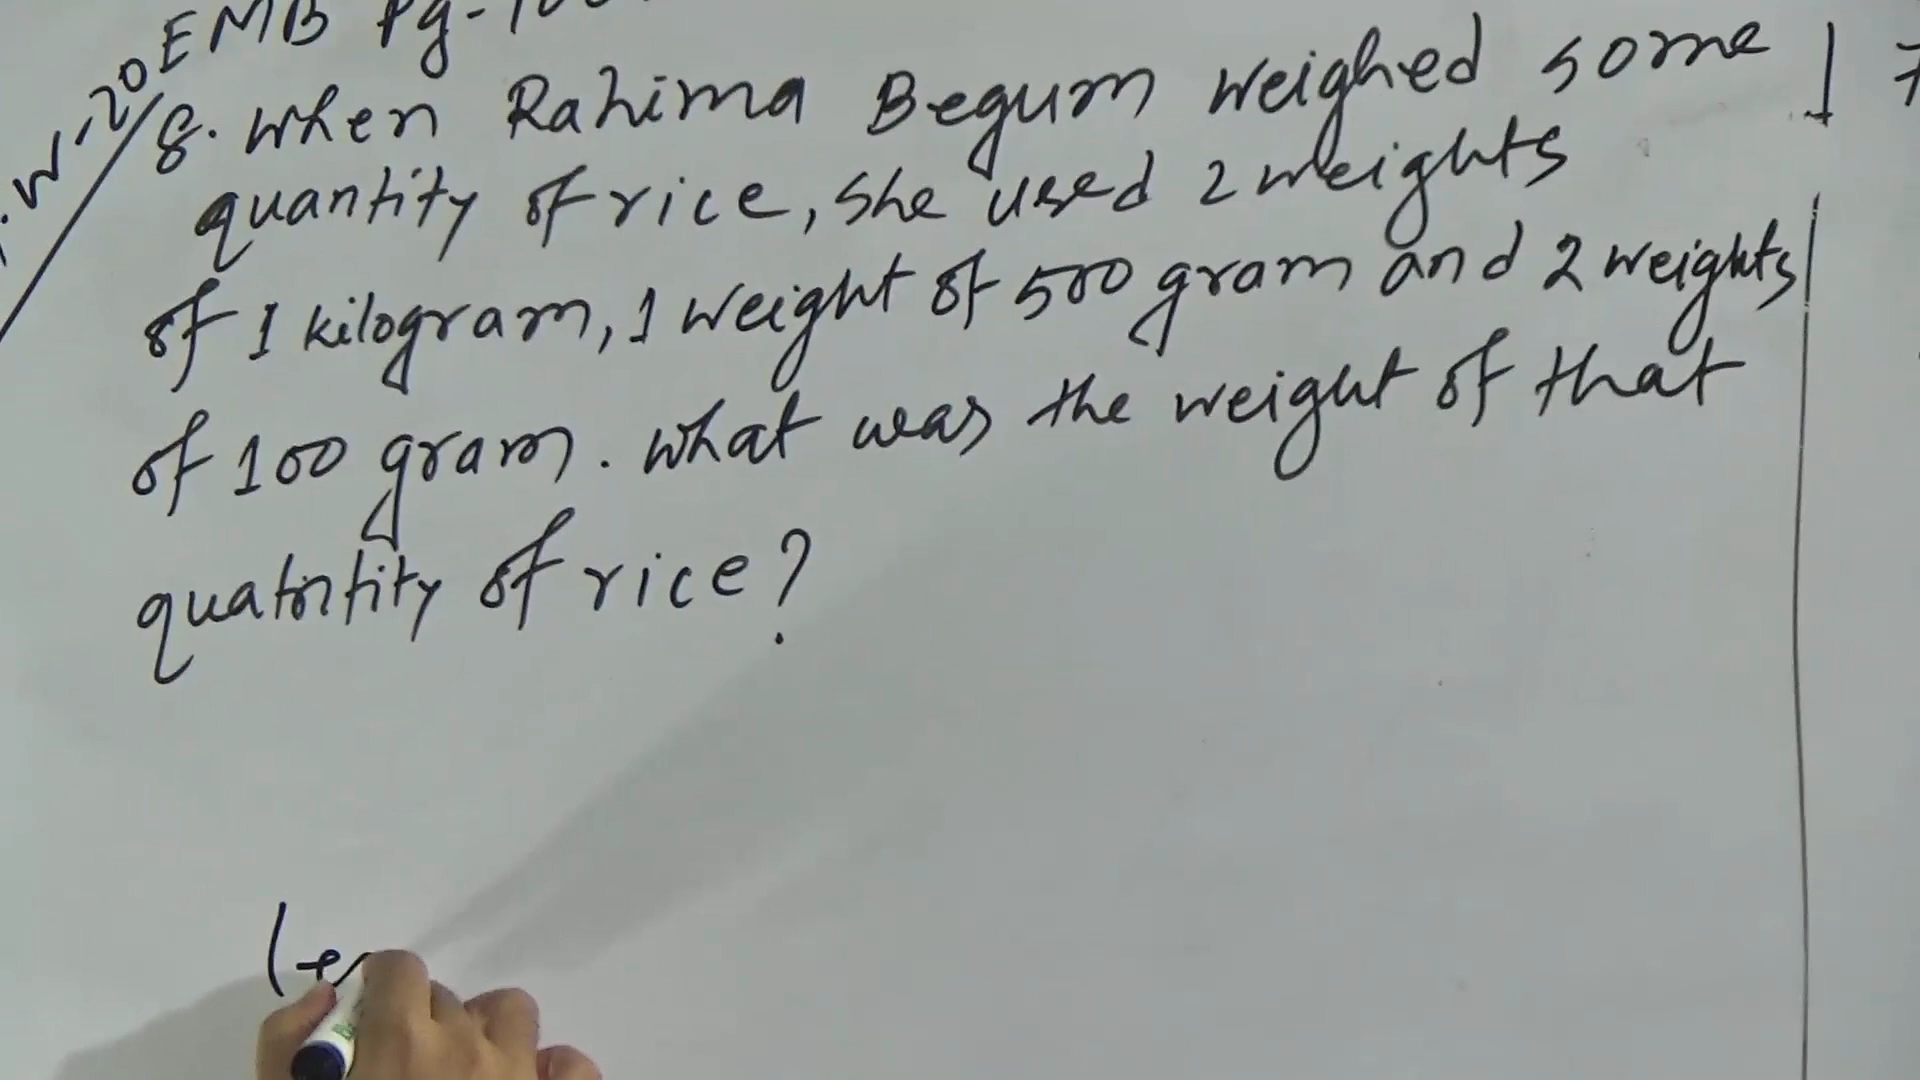 EMB Pg-
8. When Rahima Begum weighed some
quantity of rice, she used 2 weights
of 1 kilogram, 1 weight of 500 gram and 2 weights
of 100 gram. what was the weight of that
quatntity of rice?